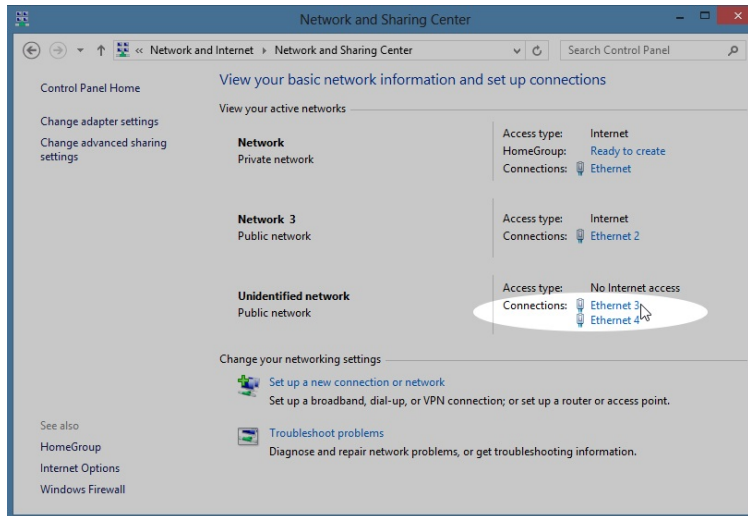 Network and Sharing Center
« Network and Internet Network and Sharing Center
Search Control Panel
Control Panel Home
Change adapter settings
Change advanced sharing
settings
View your basic network information and set up connections
View your active networks
Network
Private network
Access type: Internet
HomeGroup: Ready to create
Connections: Ethernet
Network 3
Public network
Access type: Internet
Connections: Ethernet 2
Unidentified network
Public network
Access type: No Internet access
Connections: Ethernet 3
Ethernet 4
Change your networking settings
Set up a new connection or network
Set up a broadband, dial-up, or VPN connection; or set up a router or access point.
Troubleshoot problems
Diagnose and repair network problems, or get troubleshooting information.
See also
HomeGroup
Internet Options
Windows Firewall